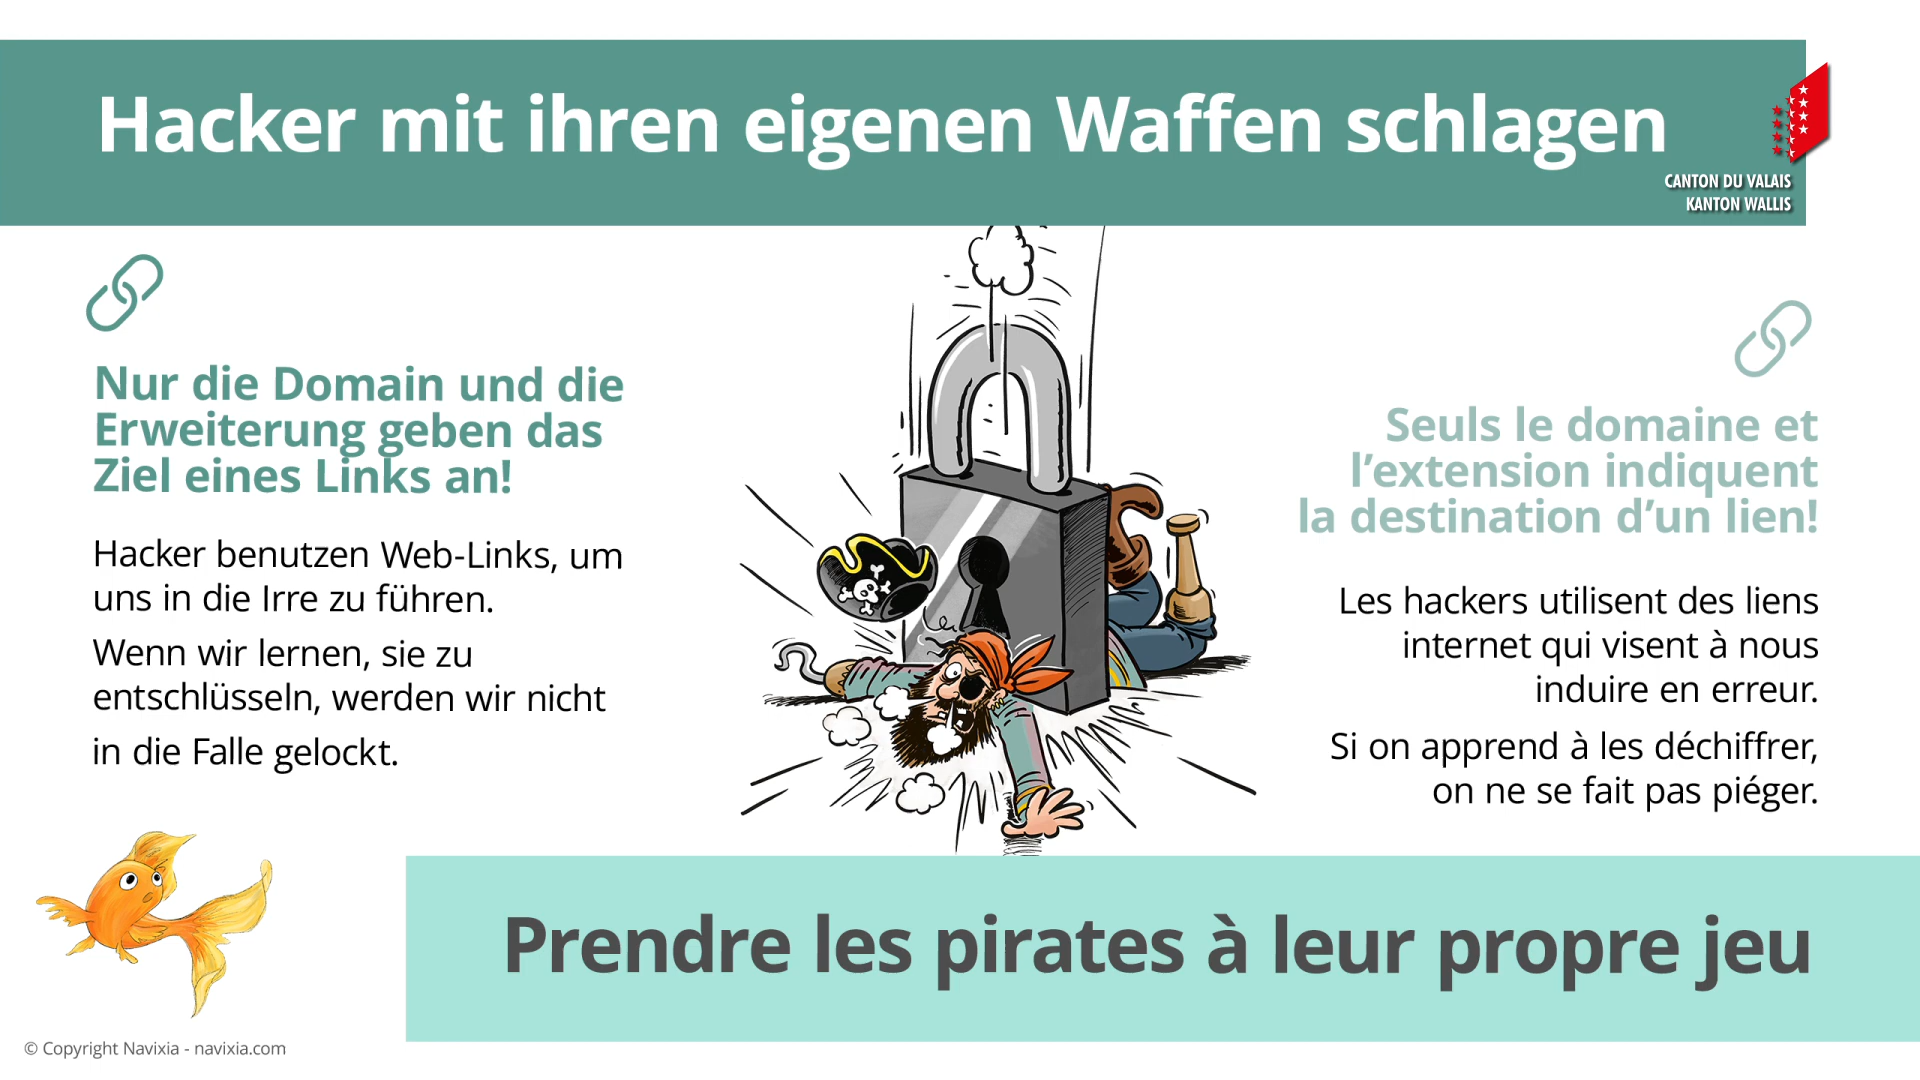 Hacker mit ihren eigenen Waffen schlagen
CANTON DU VALAIS
KANTON WALLIS
Nur die Domain und die
Erweiterung geben das
Ziel eines Links an!
Hacker benutzen Web-Links, um
uns in die Irre zu führen.
Wenn wir lernen, sie zu
entschlüsseln, werden wir nicht
in die Falle gelockt.
Seuls le domaine et
l’extension indiquent
la destination d’un lien!
Les hackers utilisent des liens
internet qui visent à nous
induire en erreur.
Si on apprend à les déchiffrer,
on ne se fait pas piéger.
Prendre les pirates à leur propre jeu
© Copyright Navixia - navixia.com